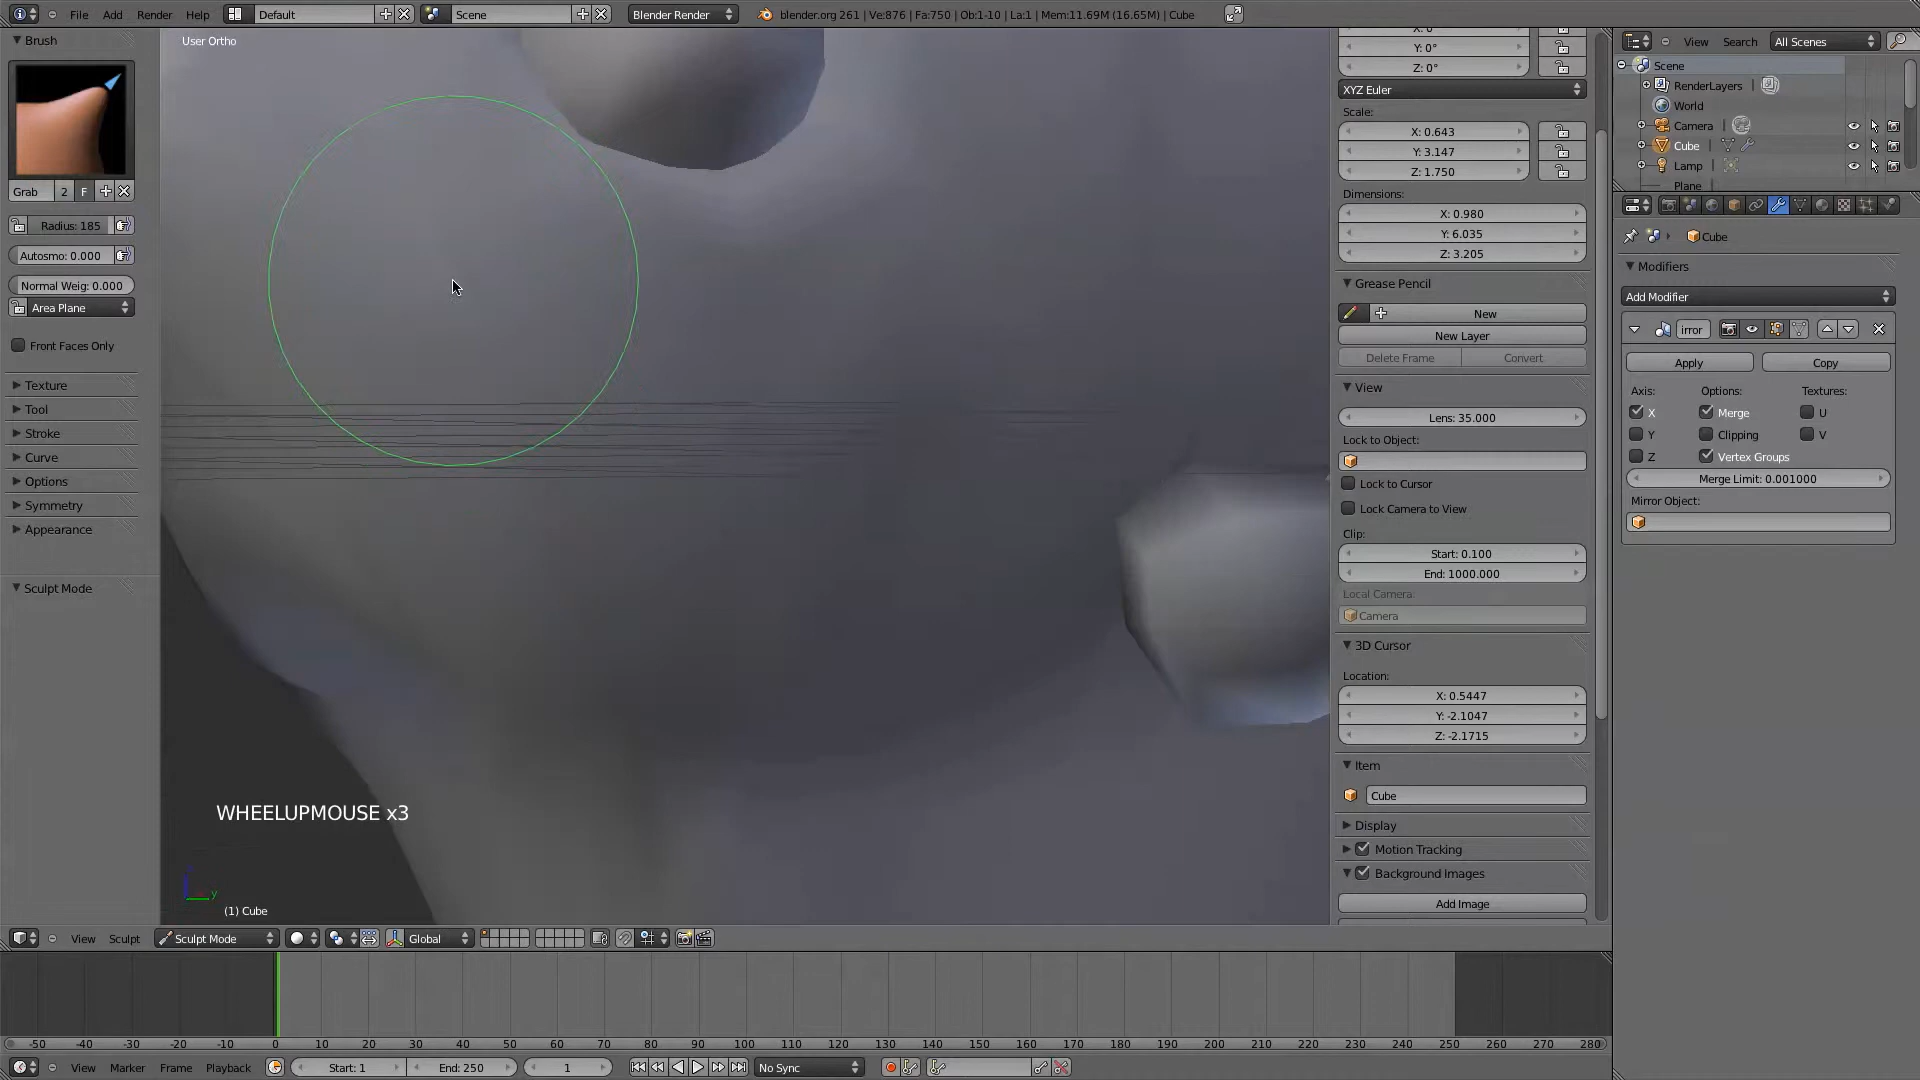 File Add Render Help Default Scene Blender Render blender.org 261 | Ve:876 | Fa:750 | Ob:1-10 | La:1 | Mem:11.69M (16.65M) | Cube
Brush
Grab 2 F
Radius: 185
Autosmo: 0.000
Normal Weig: 0.000
Area Plane
Front Faces Only
Texture
Tool
Stroke
Curve
Options
Symmetry
Appearance
Sculpt Mode
User Ortho
WHEELUPMOUSE x3
y
(1) Cube
Y: 0°
Z: 0°
XYZ Euler
Scale:
X: 0.643
Y: 3.147
Z: 1.750
Dimensions:
X: 0.980
Y: 6.035
Z: 3.205
Grease Pencil
New
New Layer
Delete Frame Convert
View
Lens: 35.000
Lock to Object:
Lock to Cursor
Lock Camera to View
Clip:
Start: 0.100
End: 1000.000
Local Camera:
Camera
3D Cursor
Location:
X: 0.5447
Y: -2.1047
Z: -2.1715
Item
Cube
Display
Motion Tracking
Background Images
Add Image
View Search All Scenes
Scene
RenderLayers
World
Camera
Cube
Lamp
Plane
Cube
Modifiers
Add Modifier
irror
Apply Copy
Axis: Options: Textures:
X Merge U
Y Clipping V
Z Vertex Groups
Merge Limit: 0.001000
Mirror Object:
View Sculpt Sculpt Mode Global
-50 -40 -30 -20 -10 0 10 20 30 40 50 60 70 80 90 100 110 120 130 140 150 160 170 180 190 200 210 220 230 240 250 260 270 280
View Marker Frame Playback Start: 1 End: 250 1 No Sync